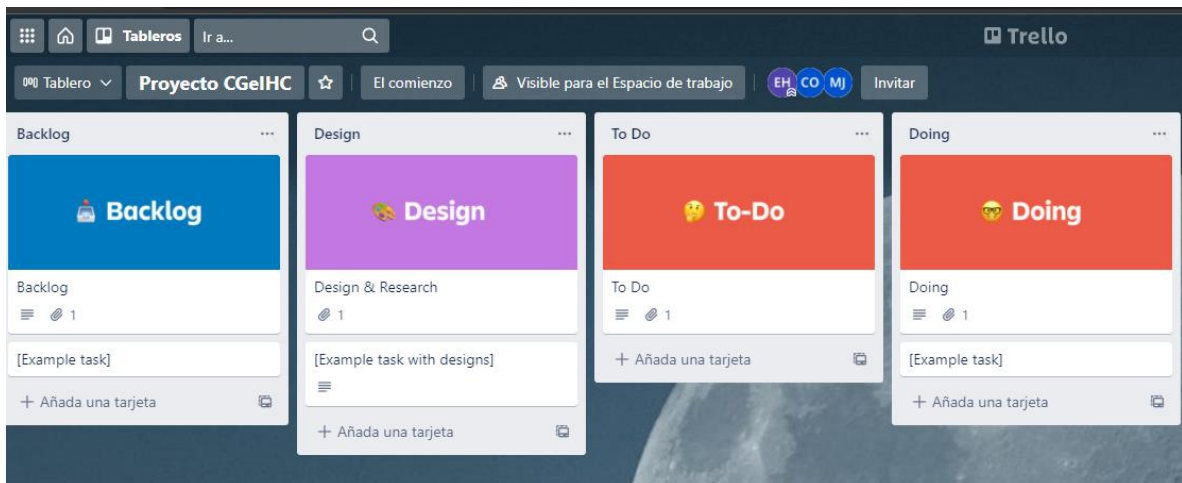 Tableros
Ir a...
Trello
Tablero
Proyecto CGeIHC
El comienzo
Visible para el Espacio de trabajo
EH
CO
MJ
Invitar
Backlog
Backlog
Backlog
1
[Example task]
+ Añada una tarjeta
Design
Design
Design & Research
1
[Example task with designs]
+ Añada una tarjeta
To Do
To-Do
To Do
1
+ Añada una tarjeta
Doing
Doing
Doing
1
[Example task]
+ Añada una tarjeta